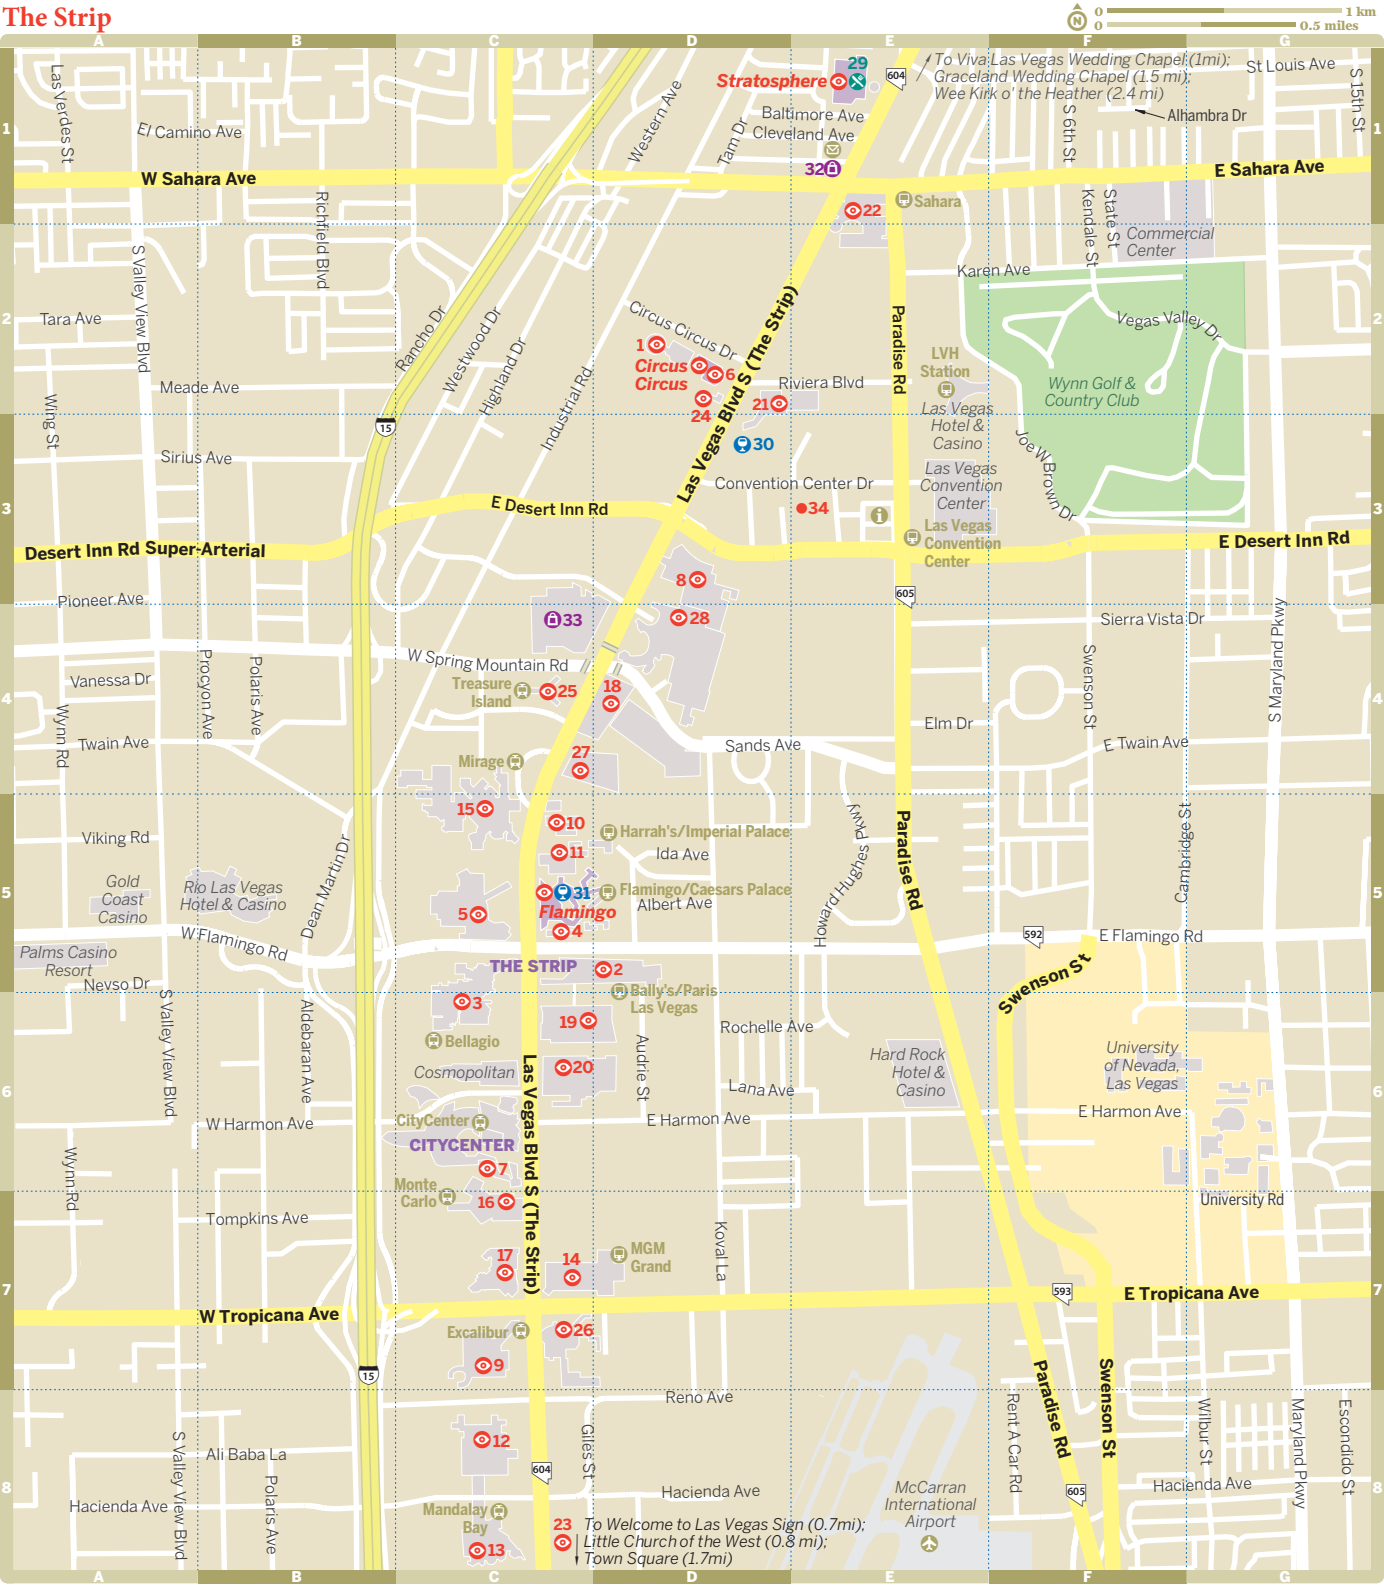 The Strip
0 1 km
N
0 0.5 miles
A B C D E F G
29
Stratosphere
604
To Viva Las Vegas Wedding Chapel (1mi);
Graceland Wedding Chapel (1.5 mi);
Wee Kirk o' the Heather (2.4 mi)
St Louis Ave
S 15th St
Las Verdes St
El Camino Ave
Western Ave
Tam Dr
Baltimore Ave
Cleveland Ave
S 6th St
Alhambra Dr
1
1
32
W Sahara Ave
E Sahara Ave
22
Sahara
Richfield Blvd
Kendale St
State St
Commercial
Center
S Valley View Blvd
Karen Ave
2
2
Tara Ave
Rancho Dr
Westwood Dr
Highland Dr
Industrial Rd
Circus Circus Dr
1
Circus
Circus
6
24
21
Riviera Blvd
Las Vegas Blvd S (The Strip)
Paradise Rd
LVH
Station
Las Vegas
Hotel &
Casino
Vegas Valley Dr
Wynn Golf &
Country Club
Meade Ave
Wing St
15
Sirius Ave
30
Joe W Brown Dr
Convention Center Dr
Las Vegas
Convention
Center
3
3
34
E Desert Inn Rd
Las Vegas
Convention
Center
Desert Inn Rd Super-Arterial
E Desert Inn Rd
8
605
Pioneer Ave
33
28
Sierra Vista Dr
S Maryland Pkwy
W Spring Mountain Rd
Procyon Ave
Polaris Ave
Vanessa Dr
Treasure
Island
25
18
Swenson St
4
4
Wynn Rd
Twain Ave
Elm Dr
Sands Ave
E Twain Ave
Mirage
27
15
10
Harrah's/Imperial Palace
Howard Hughes Pkwy
Paradise Rd
Cambridge St
Viking Rd
Dean Martin Dr
11
Ida Ave
Gold
Coast
Casino
Rio Las Vegas
Hotel & Casino
5
5
31
Flamingo/Caesars Palace
Albert Ave
5
Flamingo
4
W Flamingo Rd
592
E Flamingo Rd
Palms Casino
Resort
THE STRIP
2
Swenson St
Nevso Dr
S Valley View Blvd
Aldebaran Ave
3
Bally's/Paris
Las Vegas
19
Rochelle Ave
Audrie St
Bellagio
Hard Rock
Hotel &
Casino
University
of Nevada,
Las Vegas
Cosmopolitan
20
Las Vegas Blvd S (The Strip)
Lana Ave
6
6
W Harmon Ave
CityCenter
E Harmon Ave
E Harmon Ave
CITYCENTER
Wynn Rd
7
Monte
Carlo
16
University Rd
Tompkins Ave
Koval La
17
14
MGM
Grand
7
7
593
E Tropicana Ave
W Tropicana Ave
Excalibur
26
9
15
Paradise Rd
Swenson St
Reno Ave
Rent A Car Rd
Wilbur St
Maryland Pkwy
Escondido St
12
Giles St
S Valley View Blvd
Ali Baba La
Polaris Ave
604
8
8
Hacienda Ave
Hacienda Ave
Hacienda Ave
605
McCarran
International
Airport
Mandalay
Bay
13
23
To Welcome to Las Vegas Sign (0.7mi);
Little Church of the West (0.8 mi);
Town Square (1.7mi)
A B C D E F G